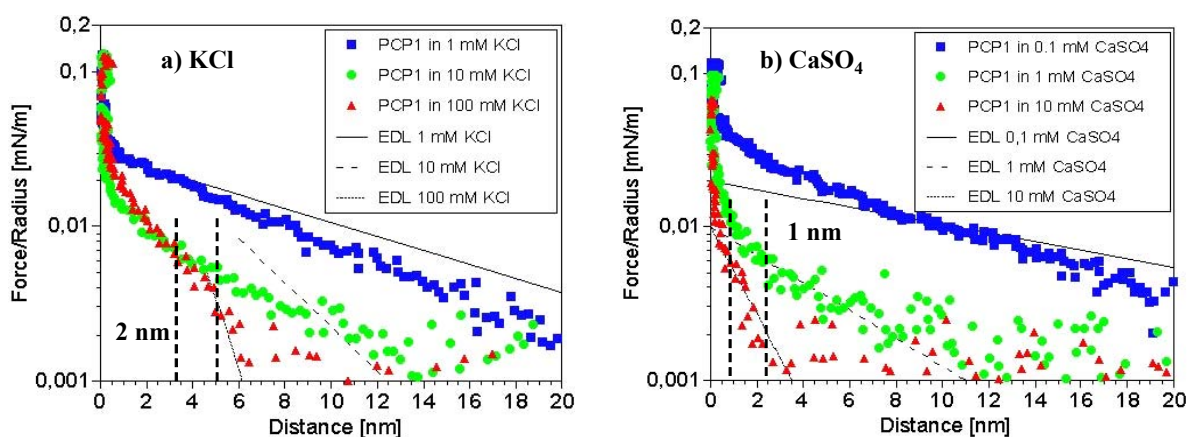 0,2
0,1
0,01
0,001
Force/Radius [mN/m]
a) KCl
PCP1 in 1 mM KCl
PCP1 in 10 mM KCl
PCP1 in 100 mM KCl
EDL 1 mM KCl
EDL 10 mM KCl
EDL 100 mM KCl
2 nm
0 2 4 6 8 10 12 14 16 18 20
Distance [nm]
0,2
0,1
0,01
0,001
Force/Radius [mN/m]
b) CaSO₄
PCP1 in 0.1 mM CaSO4
PCP1 in 1 mM CaSO4
PCP1 in 10 mM CaSO4
EDL 0,1 mM CaSO4
EDL 1 mM CaSO4
EDL 10 mM CaSO4
1 nm
0 2 4 6 8 10 12 14 16 18 20
Distance [nm]